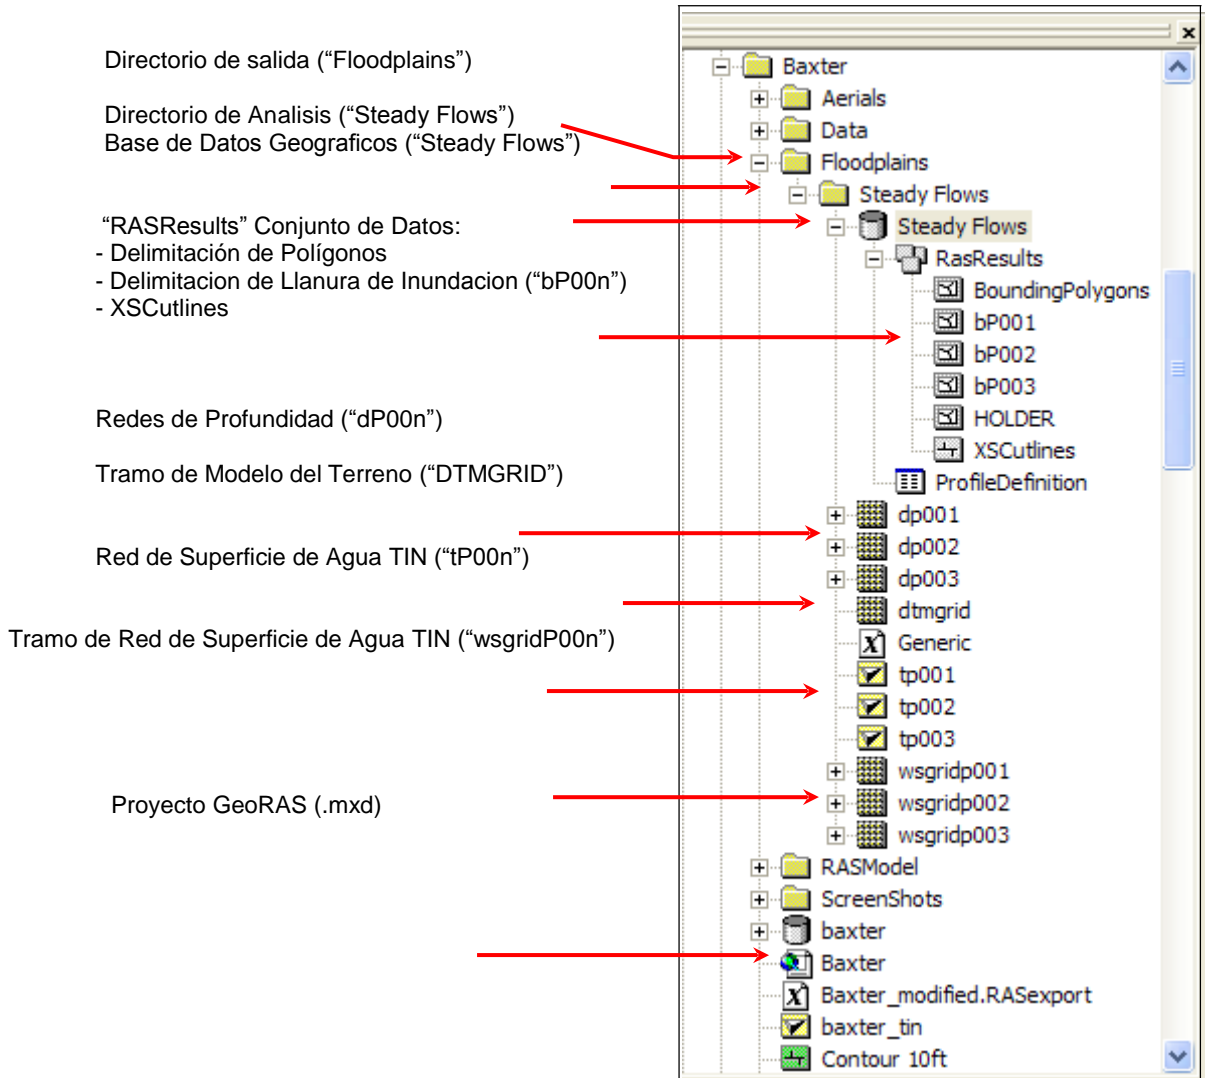 Directorio de salida (“Floodplains”)
Directorio de Analisis (“Steady Flows”)
Base de Datos Geograficos (“Steady Flows”)
“RASResults” Conjunto de Datos:
- Delimitación de Polígonos
- Delimitacion de Llanura de Inundacion (“bP00n”)
- XSCutlines
Redes de Profundidad (“dP00n”)
Tramo de Modelo del Terreno (“DTMGRID”)
Red de Superficie de Agua TIN (“tP00n”)
Tramo de Red de Superficie de Agua TIN (“wsgridP00n”)
Proyecto GeoRAS (.mxd)
Baxter
Aerials
Data
Floodplains
Steady Flows
Steady Flows
RasResults
BoundingPolygons
bP001
bP002
bP003
HOLDER
XSCutlines
ProfileDefinition
dp001
dp002
dp003
dtmgrid
Generic
tp001
tp002
tp003
wsgridp001
wsgridp002
wsgridp003
RASModel
ScreenShots
baxter
Baxter
Baxter_modified.RASexport
baxter_tin
Contour 10ft